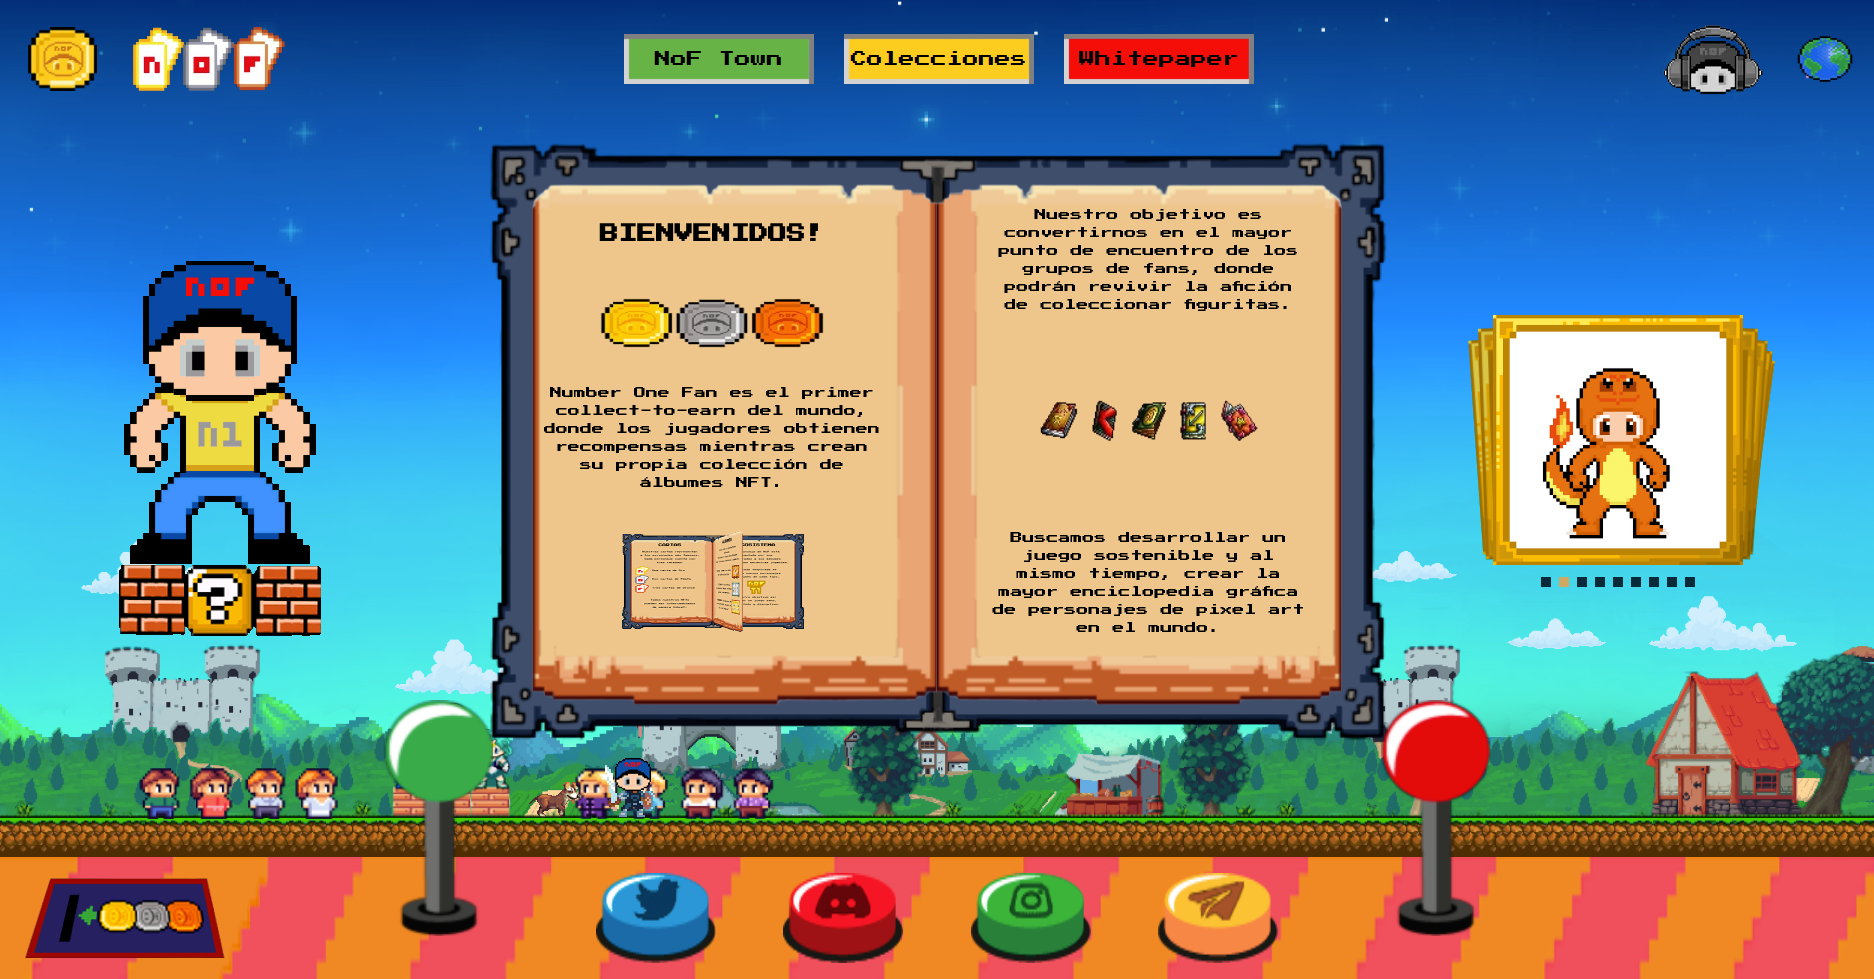 nof
n o f
NoF Town
Colecciones
Whitepaper
nof
nof
n1
?
BIENVENIDOS!
Number One Fan es el primer
collect-to-earn del mundo,
donde los jugadores obtienen
recompensas mientras crean
su propia colección de
álbumes NFT.
CARTAS
Nuestro objetivo es
convertirnos en el mayor
punto de encuentro de los
grupos de fans, donde
podrán revivir la afición
de coleccionar figuritas.
Buscamos desarrollar un
juego sostenible y al
mismo tiempo, crear la
mayor enciclopedia gráfica
de personajes de pixel art
en el mundo.
nof